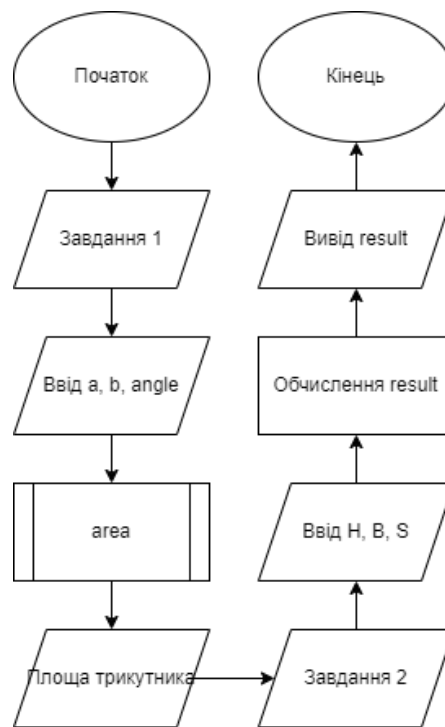 Початок
Завдання 1
Ввід a, b, angle
area
Площа трикутника
Завдання 2
Ввід H, B, S
Обчислення result
Вивід result
Кінець